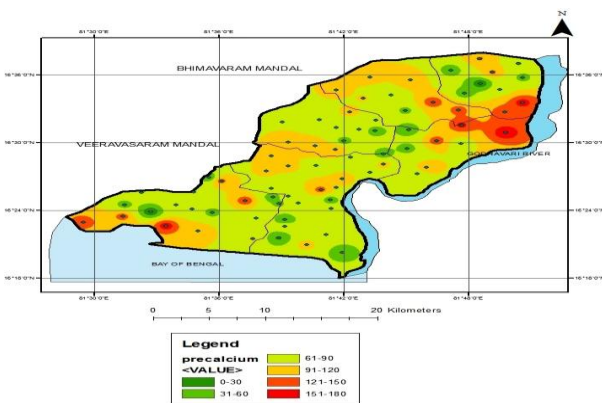 N
81°30'0"E 81°36'0"E 81°42'0"E 81°48'0"E
16°36'0"N 16°36'0"N
BHIMAVARAM MANDAL
16°30'0"N 16°30'0"N
VEERAVASARAM MANDAL
GODAVARI RIVER
16°24'0"N 16°24'0"N
BAY OF BENGAL
16°18'0"N 16°18'0"N
81°30'0"E 81°36'0"E 81°42'0"E 81°48'0"E
0 5 10 20 Kilometers
Legend
precalcium
<VALUE>
0-30
31-60
61-90
91-120
121-150
151-180